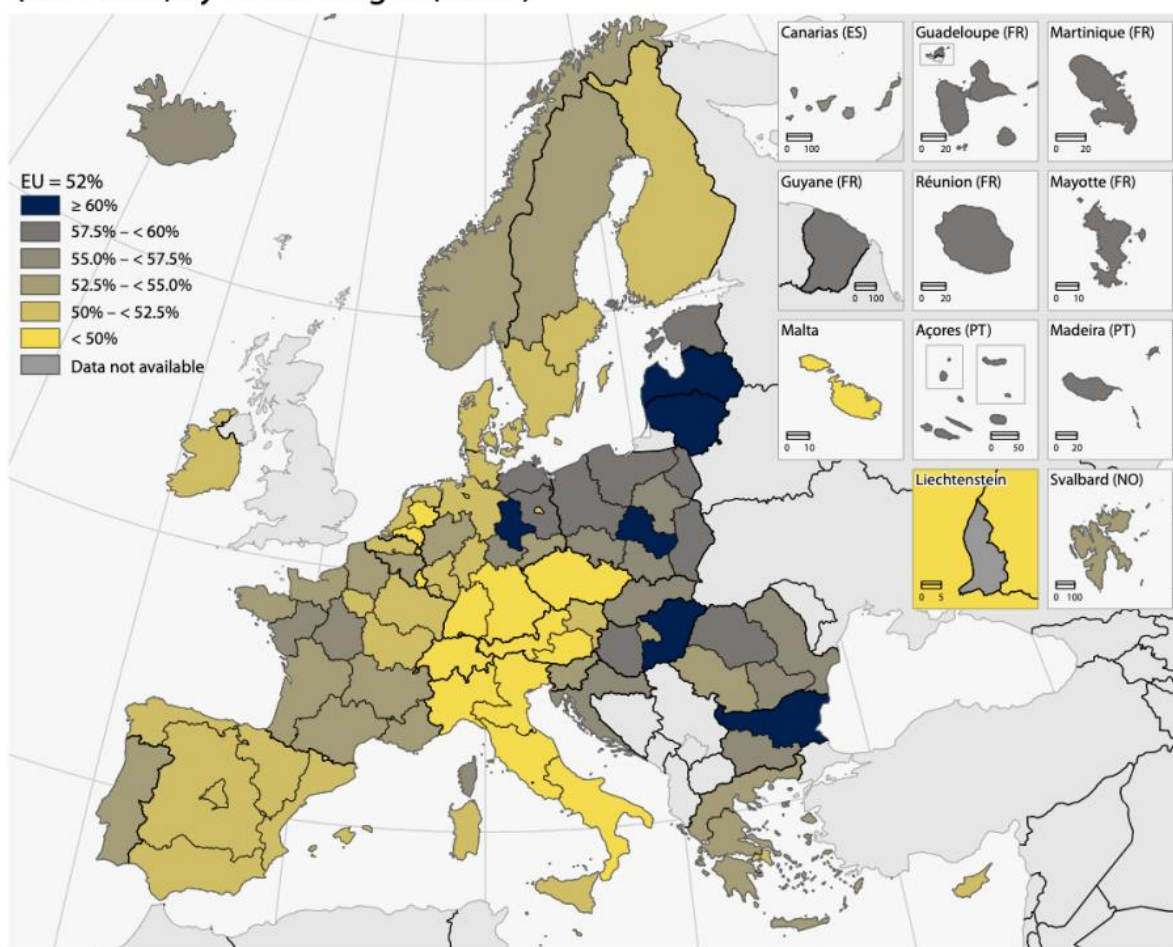 EU = 52%
≥ 60%
57.5% – < 60%
55.0% – < 57.5%
52.5% – < 55.0%
50% – < 52.5%
< 50%
Data not available
Canarias (ES)
0 100
Guadeloupe (FR)
0 20
Martinique (FR)
0 20
Guyane (FR)
0 100
Réunion (FR)
0 20
Mayotte (FR)
0 10
Malta
0 10
Açores (PT)
0 50
Madeira (PT)
0 20
Liechtenstein
0 5
Svalbard (NO)
0 100